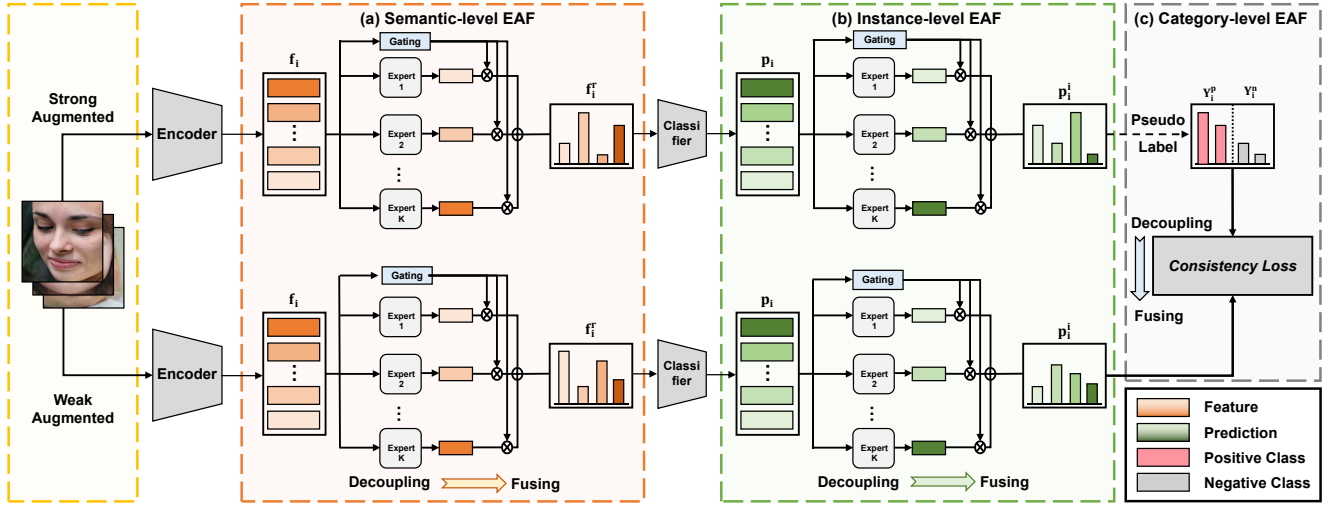 (a) Semantic-level EAF
(b) Instance-level EAF
(c) Category-level EAF
Strong
Augmented
Encoder
f_i
Gating
Expert
1
Expert
2
Expert
K
f_i^r
Classi
fier
p_i
Gating
Expert
1
Expert
2
Expert
K
p_i^i
Pseudo
Label
Y_i^p
Y_i^n
Decoupling
Fusing
Consistency Loss
Weak
Augmented
Encoder
f_i
Gating
Expert
1
Expert
2
Expert
K
f_i^r
Classi
fier
p_i
Gating
Expert
1
Expert
2
Expert
K
p_i^i
Decoupling
Fusing
Decoupling
Fusing
Feature
Prediction
Positive Class
Negative Class